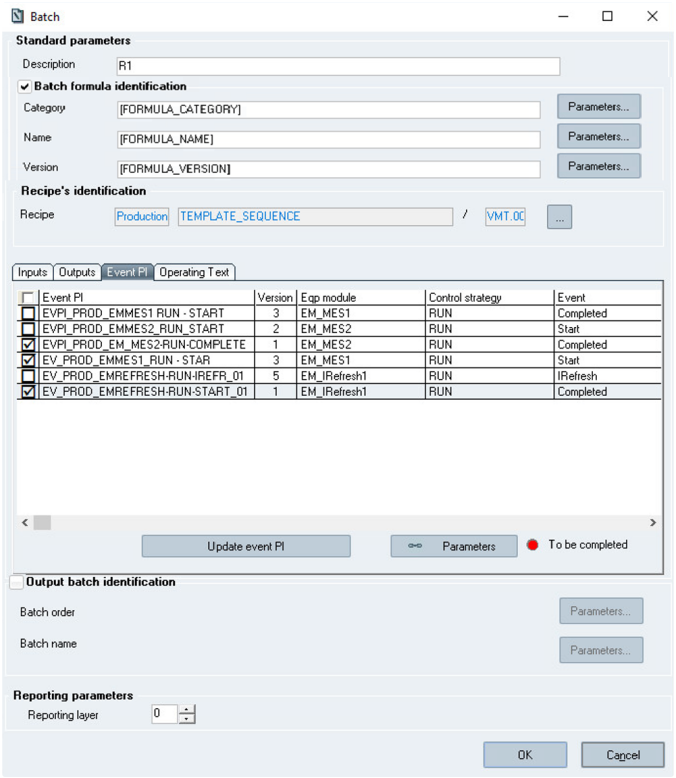 Batch
Standard parameters
Description R1
Batch formula identification
Category [FORMULA_CATEGORY] Parameters...
Name [FORMULA_NAME] Parameters...
Version [FORMULA_VERSION] Parameters...
Recipe's identification
Recipe Production TEMPLATE_SEQUENCE / VMT.00 ...
Inputs Outputs Event PI Operating Text
Event PI Version Eqp module Control strategy Event
EVPI_PROD_EMMES1 RUN - START 3 EM_MES1 RUN Completed
EVPI_PROD_EMMES2_RUN_START 2 EM_MES2 RUN Start
EVPI_PROD_EM_MES2-RUN-COMPLETE 1 EM_MES2 RUN Completed
EV_PROD_EMMES1_RUN - STAR 3 EM_MES1 RUN Start
EV_PROD_EMREFRESH-RUN-IREFR_01 5 EM_IRefresh1 RUN IRefresh
EV_PROD_EMREFRESH-RUN-START_01 1 EM_IRefresh1 RUN Completed
Update event PI Parameters To be completed
Output batch identification
Batch order Parameters...
Batch name Parameters...
Reporting parameters
Reporting layer 0
OK Cancel